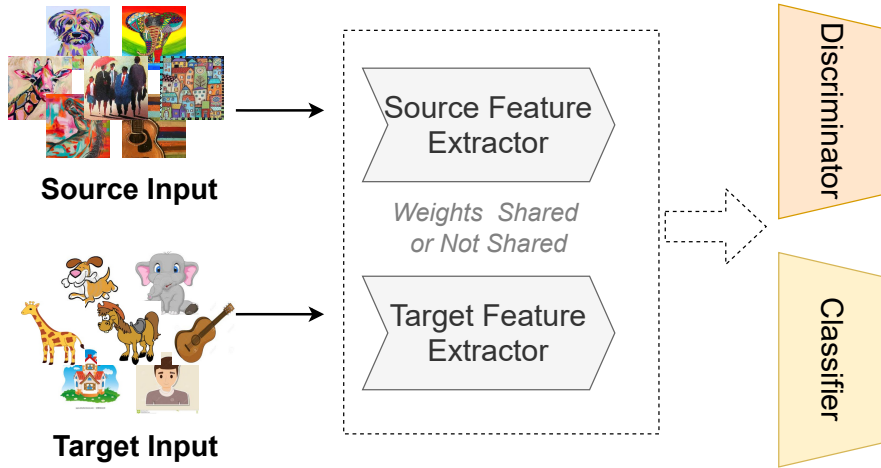 Source Input
Target Input
Source Feature
Extractor
Weights Shared
or Not Shared
Target Feature
Extractor
Discriminator
Classifier